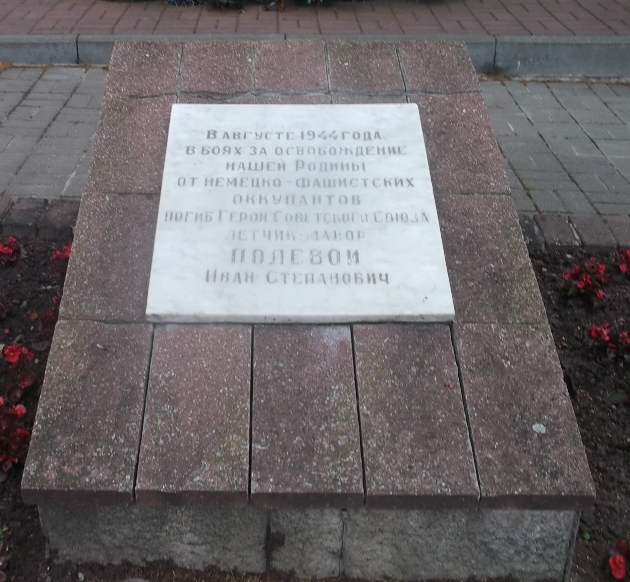 В АВГУСТЕ 1944 ГОДА
В БОЯХ ЗА ОСВОБОЖДЕНИЕ
НАШЕЙ РОДИНЫ
ОТ НЕМЕЦКО-ФАШИСТСКИХ
ОККУПАНТОВ
ПОГИБ ГЕРОЙ СОВЕТСКОГО СОЮЗА
ЛЕТЧИК-МАЙОР
ПОЛЕВОЙ
ИВАН СТЕПАНОВИЧ